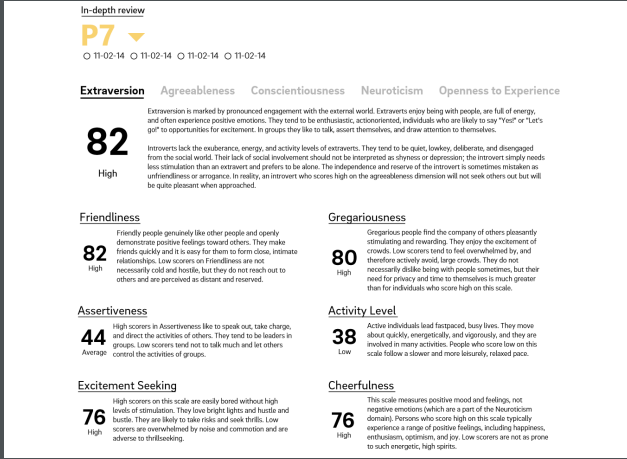 In-depth review
P7
11-02-14 11-02-14 11-02-14 11-02-14
Extraversion Agreeableness Conscientiousness Neuroticism Openness to Experience
Extraversion is marked by pronounced engagement with the external world. Extraverts enjoy being with people, are full of energy,
and often experience positive emotions. They tend to be enthusiastic, actionoriented, individuals who are likely to say "Yes!" or "Let's
go!" to opportunities for excitement. In groups they like to talk, assert themselves, and draw attention to themselves.
82
High
Introverts lack the exuberance, energy, and activity levels of extraverts. They tend to be quiet, lowkey, deliberate, and disengaged
from the social world. Their lack of social involvement should not be interpreted as shyness or depression; the introvert simply needs
less stimulation than an extravert and prefers to be alone. The independence and reserve of the introvert is sometimes mistaken as
unfriendliness or arrogance. In reality, an introvert who scores high on the agreeableness dimension will not seek others out but will
be quite pleasant when approached.
Friendliness
82
High
Friendly people genuinely like other people and openly
demonstrate positive feelings toward others. They make
friends quickly and it is easy for them to form close, intimate
relationships. Low scorers on Friendliness are not
necessarily cold and hostile, but they do not reach out to
others and are perceived as distant and reserved.
Gregariousness
80
High
Gregarious people find the company of others pleasantly
stimulating and rewarding. They enjoy the excitement of
crowds. Low scorers tend to feel overwhelmed by, and
therefore actively avoid, large crowds. They do not
necessarily dislike being with people sometimes, but their
need for privacy and time to themselves is much greater
than for individuals who score high on this scale.
Assertiveness
44
Average
High scorers in Assertiveness like to speak out, take charge,
and direct the activities of others. They tend to be leaders in
groups. Low scorers tend not to talk much and let others
control the activities of groups.
Activity Level
38
Low
Active individuals lead fastpaced, busy lives. They move
about quickly, energetically, and vigorously, and they are
involved in many activities. People who score low on this
scale follow a slower and more leisurely, relaxed pace.
Excitement Seeking
76
High
High scorers on this scale are easily bored without high
levels of stimulation. They love bright lights and hustle and
bustle. They are likely to take risks and seek thrills. Low
scorers are overwhelmed by noise and commotion and are
adverse to thrillseeking.
Cheerfulness
76
High
This scale measures positive mood and feelings, not
negative emotions (which are a part of the Neuroticism
domain). Persons who score high on this scale typically
experience a range of positive feelings, including happiness,
enthusiasm, optimism, and joy. Low scorers are not as prone
to such energetic, high spirits.